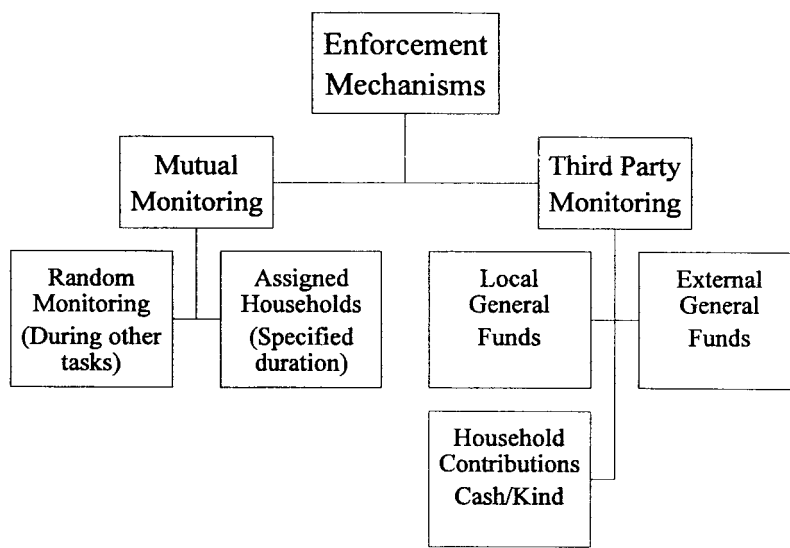 Enforcement
Mechanisms
Mutual
Monitoring
Third Party
Monitoring
Random
Monitoring
(During other
tasks)
Assigned
Households
(Specified
duration)
Local
General
Funds
External
General
Funds
Household
Contributions
Cash/Kind